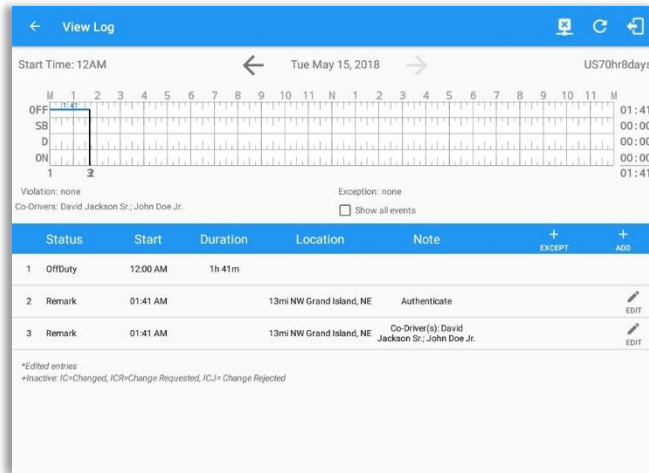 View Log
Start Time: 12AM Tue May 15, 2018 US70hr8days
M 1 2 3 4 5 6 7 8 9 10 11 N 1 2 3 4 5 6 7 8 9 10 11 M
OFF 1:41 01:41
SB 00:00
D 00:00
ON 00:00
1 2 01:41
Violation: none Exception: none
Co-Drivers: David Jackson Sr.; John Doe Jr.
Show all events
Status Start Duration Location Note + EXCEPT + ADD
1 OffDuty 12:00 AM 1h 41m
2 Remark 01:41 AM 13mi NW Grand Island, NE Authenticate EDIT
3 Remark 01:41 AM 13mi NW Grand Island, NE Co-Driver(s): David
Jackson Sr.; John Doe Jr. EDIT
*Edited entries
+Inactive: IC=Changed, ICR=Change Requested, ICJ= Change Rejected